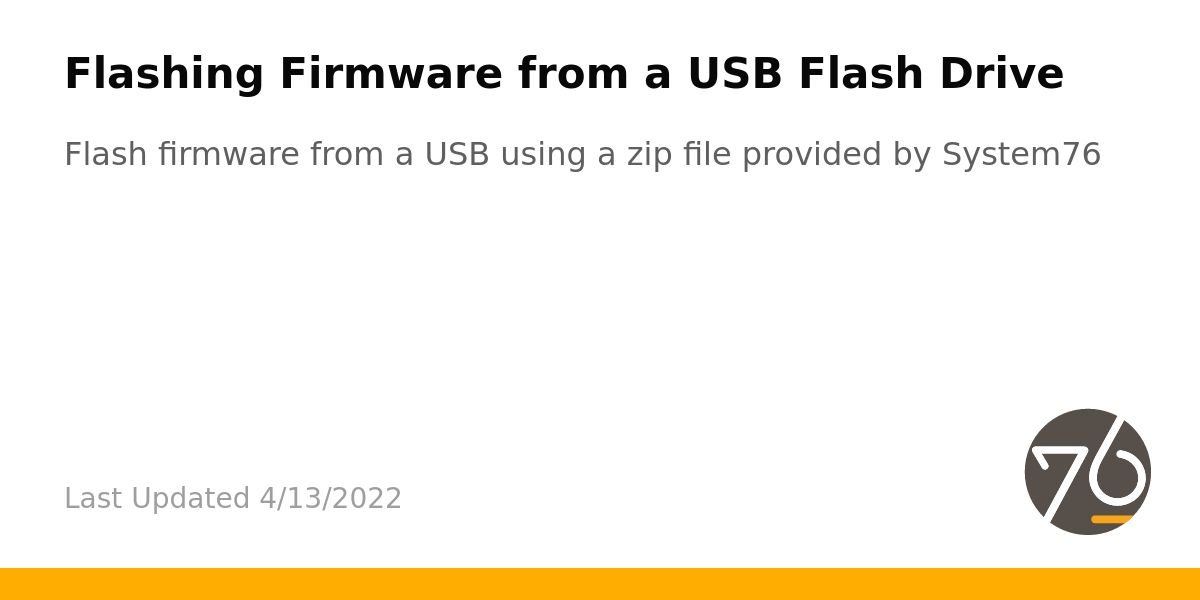 Flashing Firmware from a USB Flash Drive
Flash firmware from a USB using a zip file provided by System76
Last Updated 4/13/2022
76